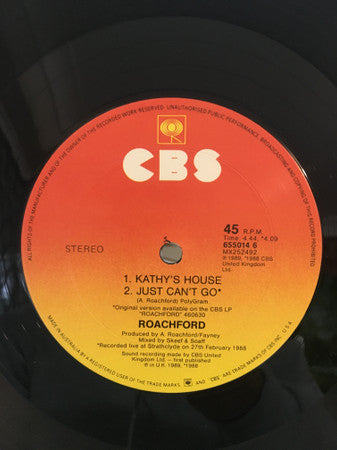 ALL RIGHTS OF THE MANUFACTURER AND OF THE OWNER OF THE RECORDED WORK RESERVED - UNAUTHORISED PUBLIC PERFORMANCE, BROADCASTING AND COPYING OF THIS RECORD PROHIBITED
CBS
STEREO
45 R.P.M.
Time: 4.44, *4.09
655014 6
MX252492
℗ 1989, *1988 CBS
United Kingdom
Ltd.
1. KATHY'S HOUSE
2. JUST CAN'T GO*
(A. Roachford) PolyGram
*Original version available on the CBS LP
"ROACHFORD" 460630
ROACHFORD
Produced by A. Roachford/Fayney
Mixed by Skeef & Scaff
*Recorded live at Strathclyde on 27th February 1988
Sound recording made by CBS United
Kingdom Ltd. – first published
℗ in U.K. 1989, *1988
MADE IN AUSTRALIA BY A REGISTERED USER OF THE TRADE MARKS
CBS
and
ARE TRADE MARKS OF CBS INC. U.S.A.